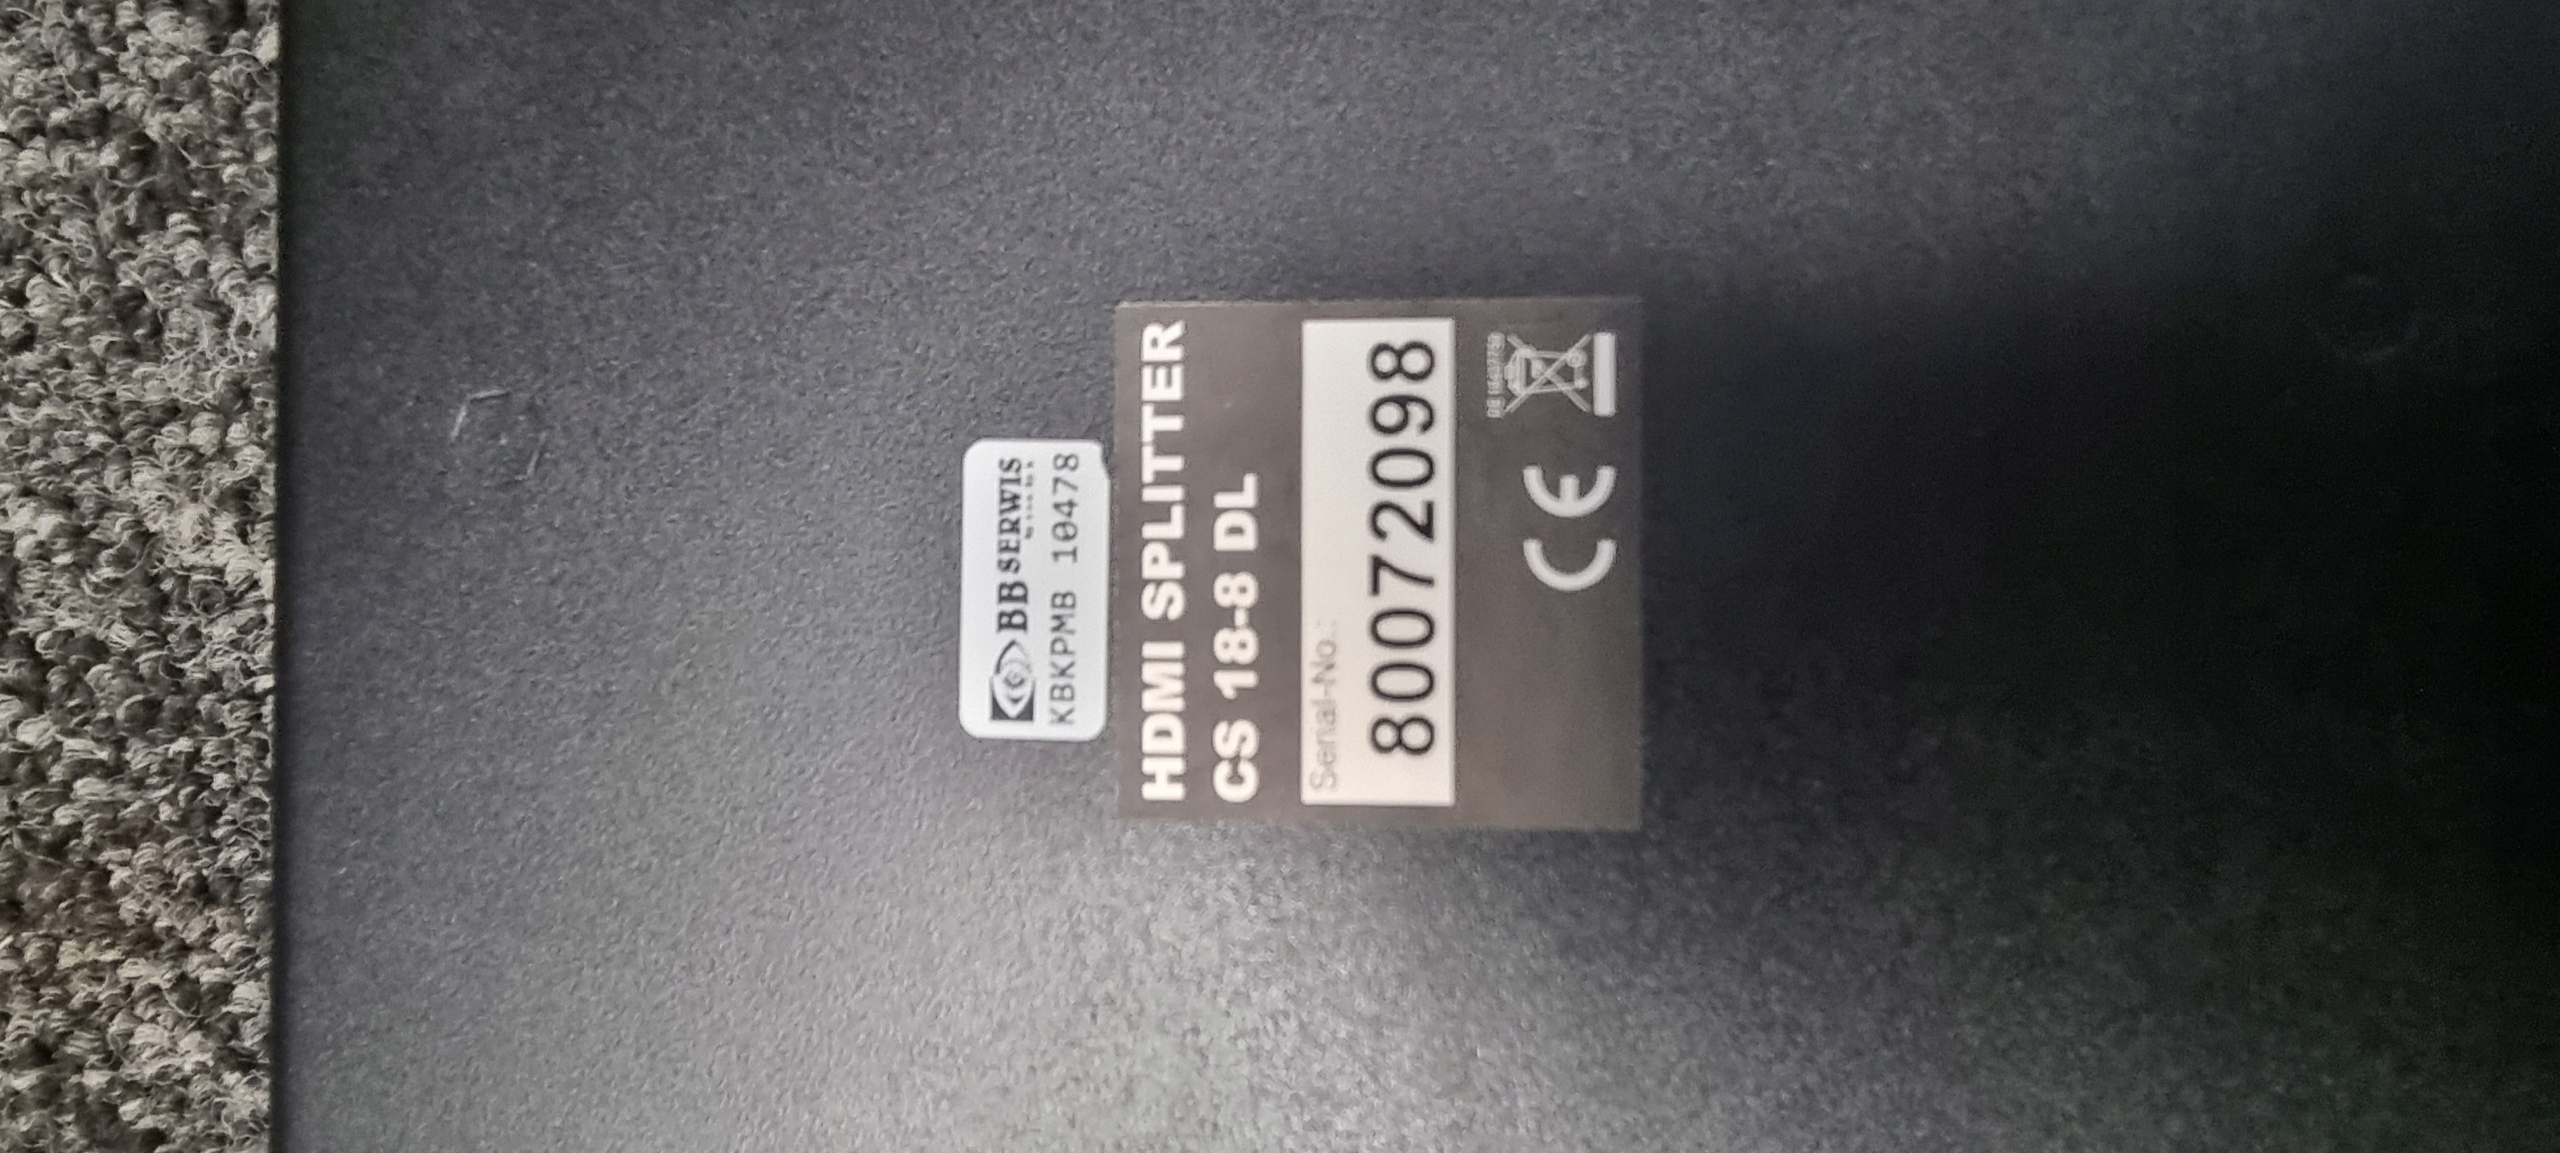 BB SERWIS
KBKPMB 10478
HDMI SPLITTER
CS 18-8 DL
Serial-No.:
80072098
CE